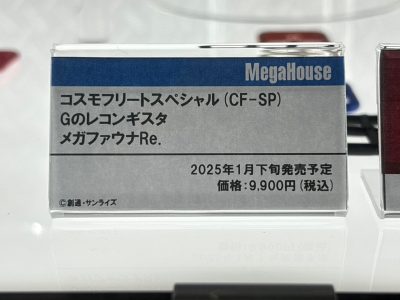 MegaHouse
コスモフリートスペシャル(CF-SP)
Gのレコンギスタ
メガファウナRe.
2025年1月下旬発売予定
価格:9,900円(税込)
©創通・サンライズ